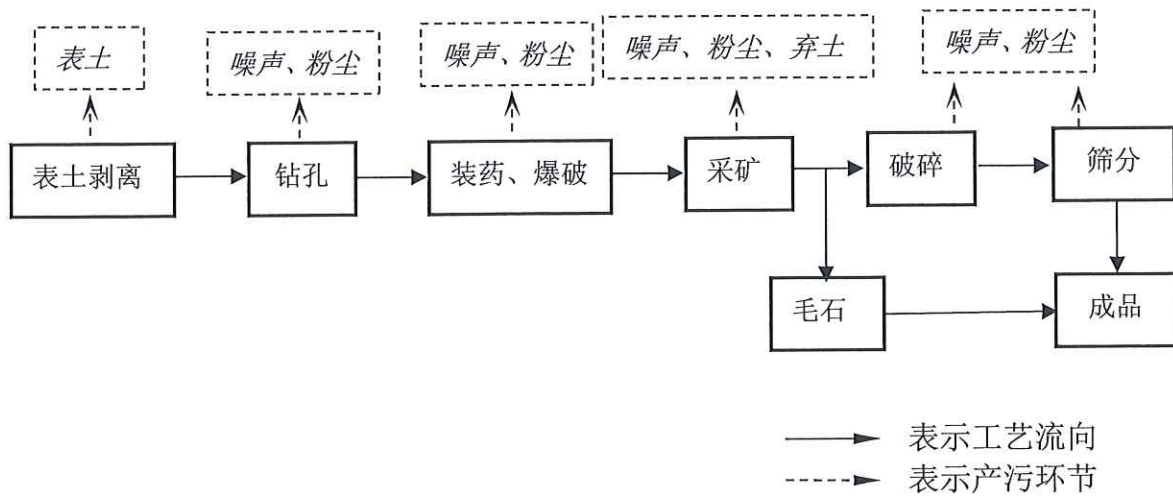 表土
噪声、粉尘
噪声、粉尘
噪声、粉尘、弃土
噪声、粉尘
表土剥离
钻孔
装药、爆破
采矿
破碎
筛分
毛石
成品
表示工艺流向
表示产污环节